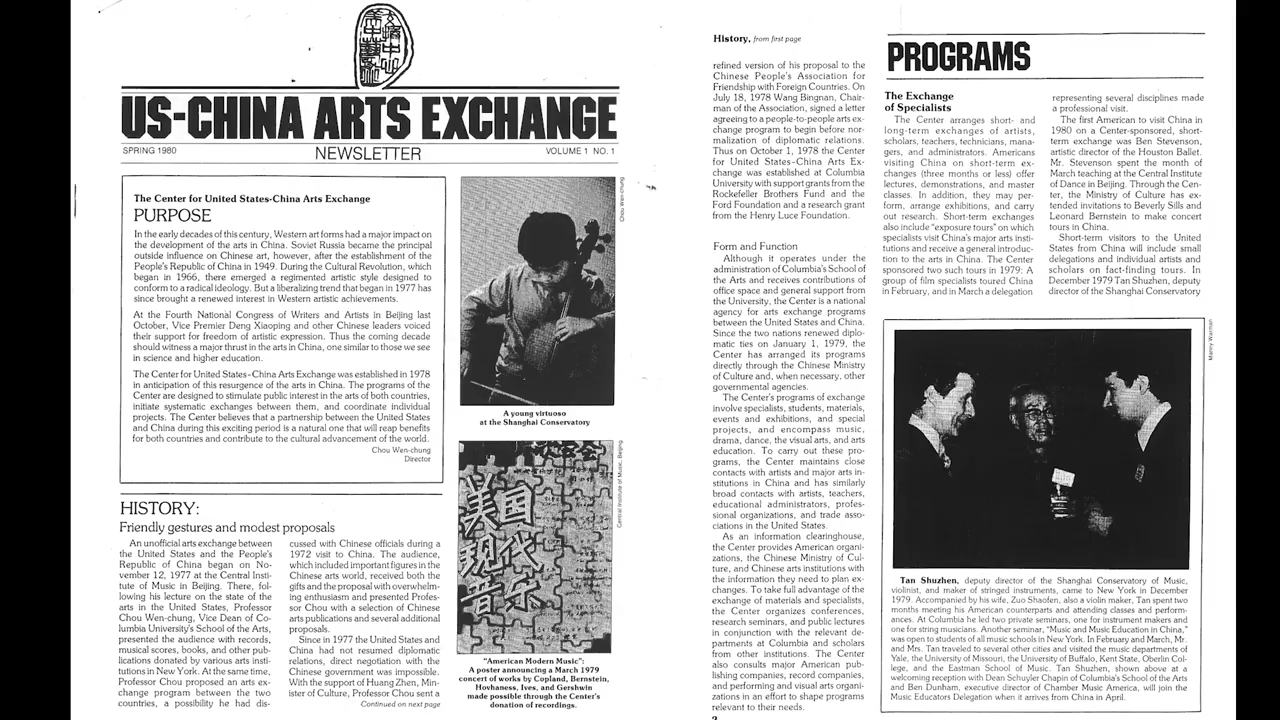 US-CHINA ARTS EXCHANGE
SPRING 1980
NEWSLETTER
VOLUME 1 NO. 1
The Center for United States-China Arts Exchange
PURPOSE
In the early decades of this century, Western art forms had a major impact on
the development of the arts in China. Soviet Russia became the principal
outside influence on Chinese art, however, after the establishment of the
People's Republic of China in 1949. During the Cultural Revolution, which
began in 1966, there emerged a regimented artistic style designed to
conform to a radical ideology. But a liberalizing trend that began in 1977 has
since brought a renewed interest in Western artistic achievements.
At the Fourth National Congress of Writers and Artists in Beijing last
October, Vice Premier Deng Xiaoping and other Chinese leaders voiced
their support for freedom of artistic expression. Thus the coming decade
should witness a major thrust in the arts in China, one similar to those we see
in science and higher education.
The Center for United States-China Arts Exchange was established in 1978
in anticipation of this resurgence of the arts in China. The programs of the
Center are designed to stimulate public interest in the arts of both countries,
initiate systematic exchanges between them, and coordinate individual
projects. The Center believes that a partnership between the United States
and China during this exciting period is a natural one that will reap benefits
for both countries and contribute to the cultural advancement of the world.
Chou Wen-chung
Director
Chou Wen-chung
A young virtuoso
at the Shanghai Conservatory
HISTORY:
Friendly gestures and modest proposals
An unofficial arts exchange between
the United States and the People's
Republic of China began on No-
vember 12, 1977 at the Central Insti-
tute of Music in Beijing. There, fol-
lowing his lecture on the state of the
arts in the United States, Professor
Chou Wen-chung, Vice Dean of Co-
lumbia University's School of the Arts,
presented the audience with records,
musical scores, books, and other pub-
lications donated by various arts insti-
tutions in New York. At the same time,
Professor Chou proposed an arts ex-
change program between the two
countries, a possibility he had dis-
cussed with Chinese officials during a
1972 visit to China. The audience,
which included important figures in the
Chinese arts world, received both the
gifts and the proposal with overwhelm-
ing enthusiasm and presented Profes-
sor Chou with a selection of Chinese
arts publications and several additional
proposals.
Since in 1977 the United States and
China had not resumed diplomatic
relations, direct negotiation with the
Chinese government was impossible.
With the support of Huang Zhen, Min-
ister of Culture, Professor Chou sent a
Continued on next page
美国
现代
音乐
Central Institute of Music, Beijing
"American Modern Music":
A poster announcing a March 1979
concert of works by Copland, Bernstein,
Hovhaness, Ives, and Gershwin
made possible through the Center's
donation of recordings.
History, from first page
refined version of his proposal to the
Chinese People's Association for
Friendship with Foreign Countries. On
July 18, 1978 Wang Bingnan, Chair-
man of the Association, signed a letter
agreeing to a people-to-people arts ex-
change program to begin before nor-
malization of diplomatic relations.
Thus on October 1, 1978 the Center
for United States-China Arts Ex-
change was established at Columbia
University with support grants from the
Rockefeller Brothers Fund and the
Ford Foundation and a research grant
from the Henry Luce Foundation.
Form and Function
Although it operates under the
administration of Columbia's School of
the Arts and receives contributions of
office space and general support from
the University, the Center is a national
agency for arts exchange programs
between the United States and China.
Since the two nations renewed diplo-
matic ties on January 1, 1979, the
Center has arranged its programs
directly through the Chinese Ministry
of Culture and, when necessary, other
governmental agencies.
The Center's programs of exchange
involve specialists, students, materials,
events and exhibitions, and special
projects, and encompass music,
drama, dance, the visual arts, and arts
education. To carry out these pro-
grams, the Center maintains close
contacts with artists and major arts in-
stitutions in China and has similarly
broad contacts with artists, teachers,
educational administrators, profes-
sional organizations, and trade asso-
ciations in the United States.
As an information clearinghouse,
the Center provides American organi-
zations, the Chinese Ministry of Cul-
ture, and Chinese arts institutions with
the information they need to plan ex-
changes. To take full advantage of the
exchange of materials and specialists,
the Center organizes conferences,
research seminars, and public lectures
in conjunction with the relevant de-
partments at Columbia and scholars
from other institutions. The Center
also consults major American pub-
lishing companies, record companies,
and performing and visual arts organi-
zations in an effort to shape programs
relevant to their needs.
2
PROGRAMS
The Exchange
of Specialists
The Center arranges short- and
long-term exchanges of artists,
scholars, teachers, technicians, mana-
gers, and administrators. Americans
visiting China on short-term ex-
changes (three months or less) offer
lectures, demonstrations, and master
classes. In addition, they may per-
form, arrange exhibitions, and carry
out research. Short-term exchanges
also include "exposure tours" on which
specialists visit China's major arts insti-
tutions and receive a general introduc-
tion to the arts in China. The Center
sponsored two such tours in 1979: A
group of film specialists toured China
in February, and in March a delegation
representing several disciplines made
a professional visit.
The first American to visit China in
1980 on a Center-sponsored, short-
term exchange was Ben Stevenson,
artistic director of the Houston Ballet.
Mr. Stevenson spent the month of
March teaching at the Central Institute
of Dance in Beijing. Through the Cen-
ter, the Ministry of Culture has ex-
tended invitations to Beverly Sills and
Leonard Bernstein to make concert
tours in China.
Short-term visitors to the United
States from China will include small
delegations and individual artists and
scholars on fact-finding tours. In
December 1979 Tan Shuzhen, deputy
director of the Shanghai Conservatory
Manny Warman
Tan Shuzhen, deputy director of the Shanghai Conservatory of Music,
violinist, and maker of stringed instruments, came to New York in December
1979. Accompanied by his wife, Zuo Shaofen, also a violin maker, Tan spent two
months meeting his American counterparts and attending classes and perform-
ances. At Columbia he led two private seminars, one for instrument makers and
one for string musicians. Another seminar, "Music and Music Education in China,"
was open to students of all music schools in New York. In February and March, Mr.
and Mrs. Tan traveled to several other cities and visited the music departments of
Yale, the University of Missouri, the University of Buffalo, Kent State, Oberlin Col-
lege, and the Eastman School of Music. Tan Shuzhen, shown above at a
welcoming reception with Dean Schuyler Chapin of Columbia's School of the Arts
and Ben Dunham, executive director of Chamber Music America, will join the
Music Educators Delegation when it arrives from China in April.